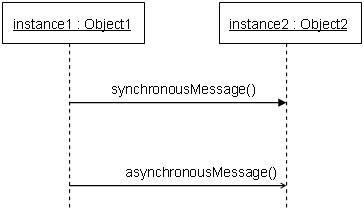 instance1 : Object1
instance2 : Object2
synchronousMessage()
asynchronousMessage()